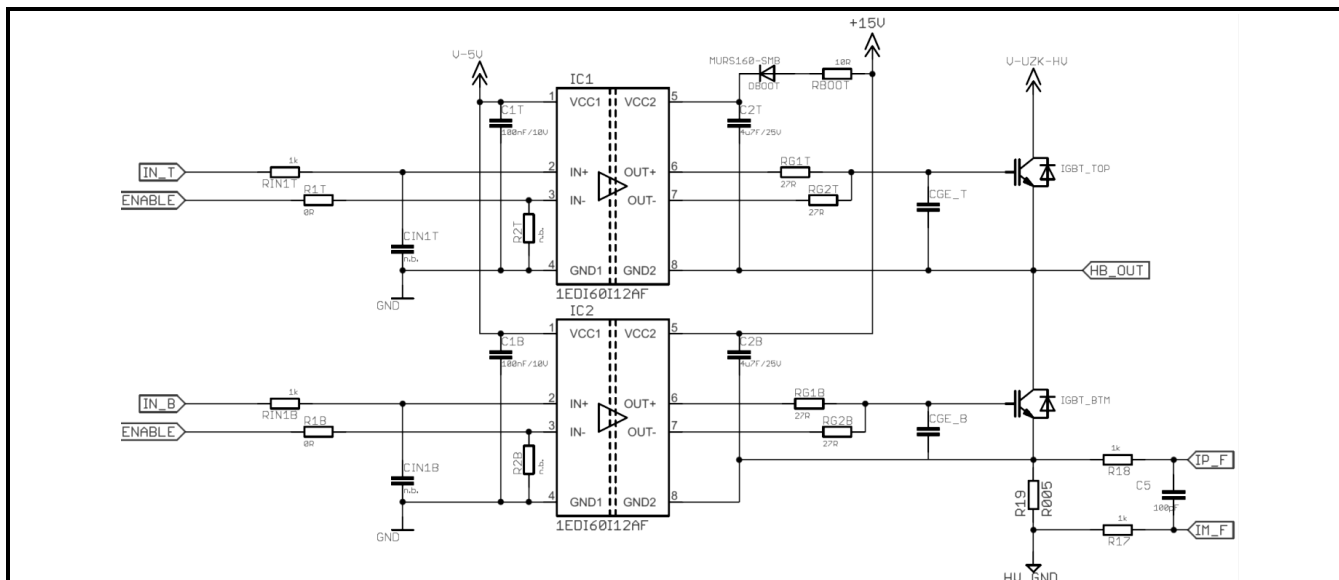 +15V
V-5V
MURS160-SMB
10R
V-UZK-HV
DBOOT
RBOOT
IC1
1
VCC1
VCC2
5
C1T
100nF/10V
C2T
4u7F/25V
IN_T
1k
RIN1T
2
IN+
OUT+
6
RG1T
27R
IGBT_TOP
ENABLE
R1T
0R
3
IN-
OUT-
7
RG2T
27R
CGE_T
R2T
CIN1T
n.b.
4
GND1
GND2
8
HB_OUT
GND
1EDI60I12AF
IC2
1
VCC1
VCC2
5
C1B
100nF/10V
C2B
4u7F/25V
IN_B
1k
RIN1B
2
IN+
OUT+
6
RG1B
27R
IGBT_BTM
ENABLE
R1B
0R
3
IN-
OUT-
7
RG2B
27R
CGE_B
R2B
CIN1B
n.b.
1k
R18
IP_F
4
GND1
GND2
8
R19
R005
C5
100pF
GND
1EDI60I12AF
1k
R17
IM_F
HV_GND